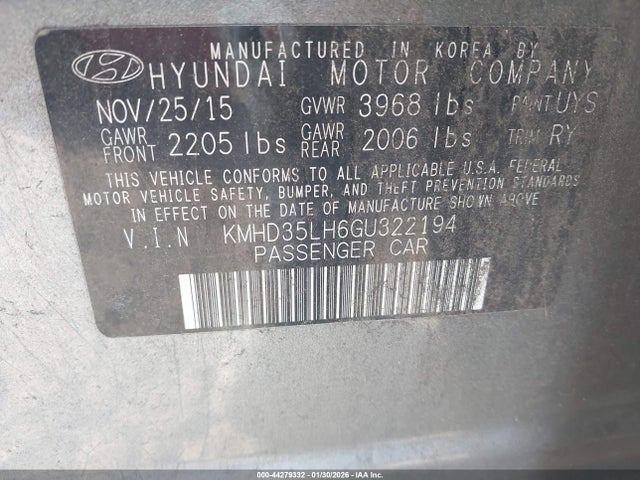 MANUFACTURED IN KOREA BY
HYUNDAI MOTOR COMPANY
NOV/25/15 GVWR 3968 lbs PAINT UYS
GAWR FRONT 2205 lbs GAWR REAR 2006 lbs TRIM RY
THIS VEHICLE CONFORMS TO ALL APPLICABLE U.S.A. FEDERAL
MOTOR VEHICLE SAFETY, BUMPER, AND THEFT PREVENTION STANDARDS
IN EFFECT ON THE DATE OF MANUFACTURE SHOWN ABOVE
V.I.N KMHD35LH6GU322194
PASSENGER CAR
000-44279332 | 01/30/2026 - IAA Inc.